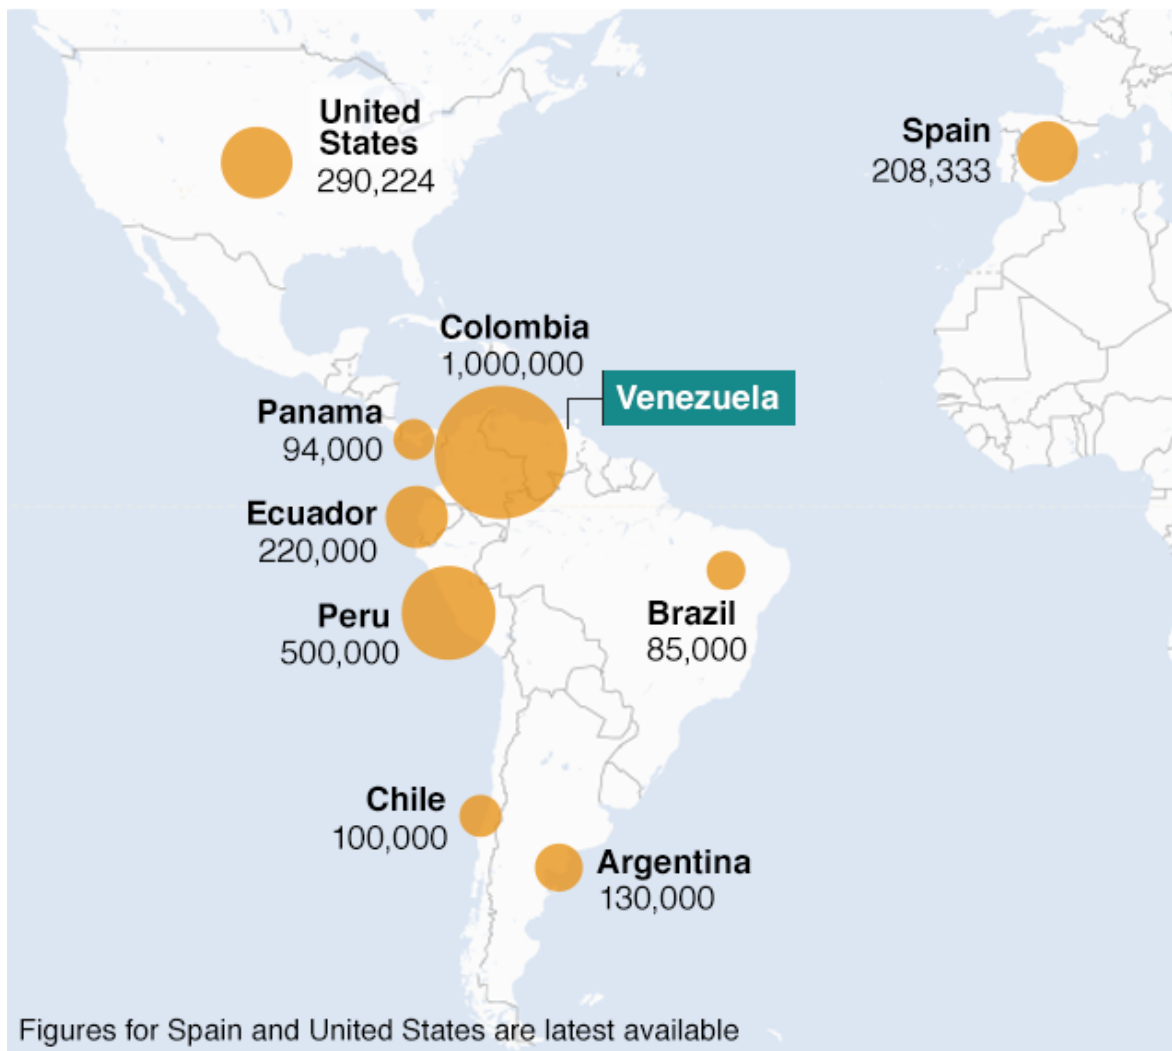 United
States
290,224
Spain
208,333
Colombia
1,000,000
Venezuela
Panama
94,000
Ecuador
220,000
Peru
500,000
Brazil
85,000
Chile
100,000
Argentina
130,000
Figures for Spain and United States are latest available